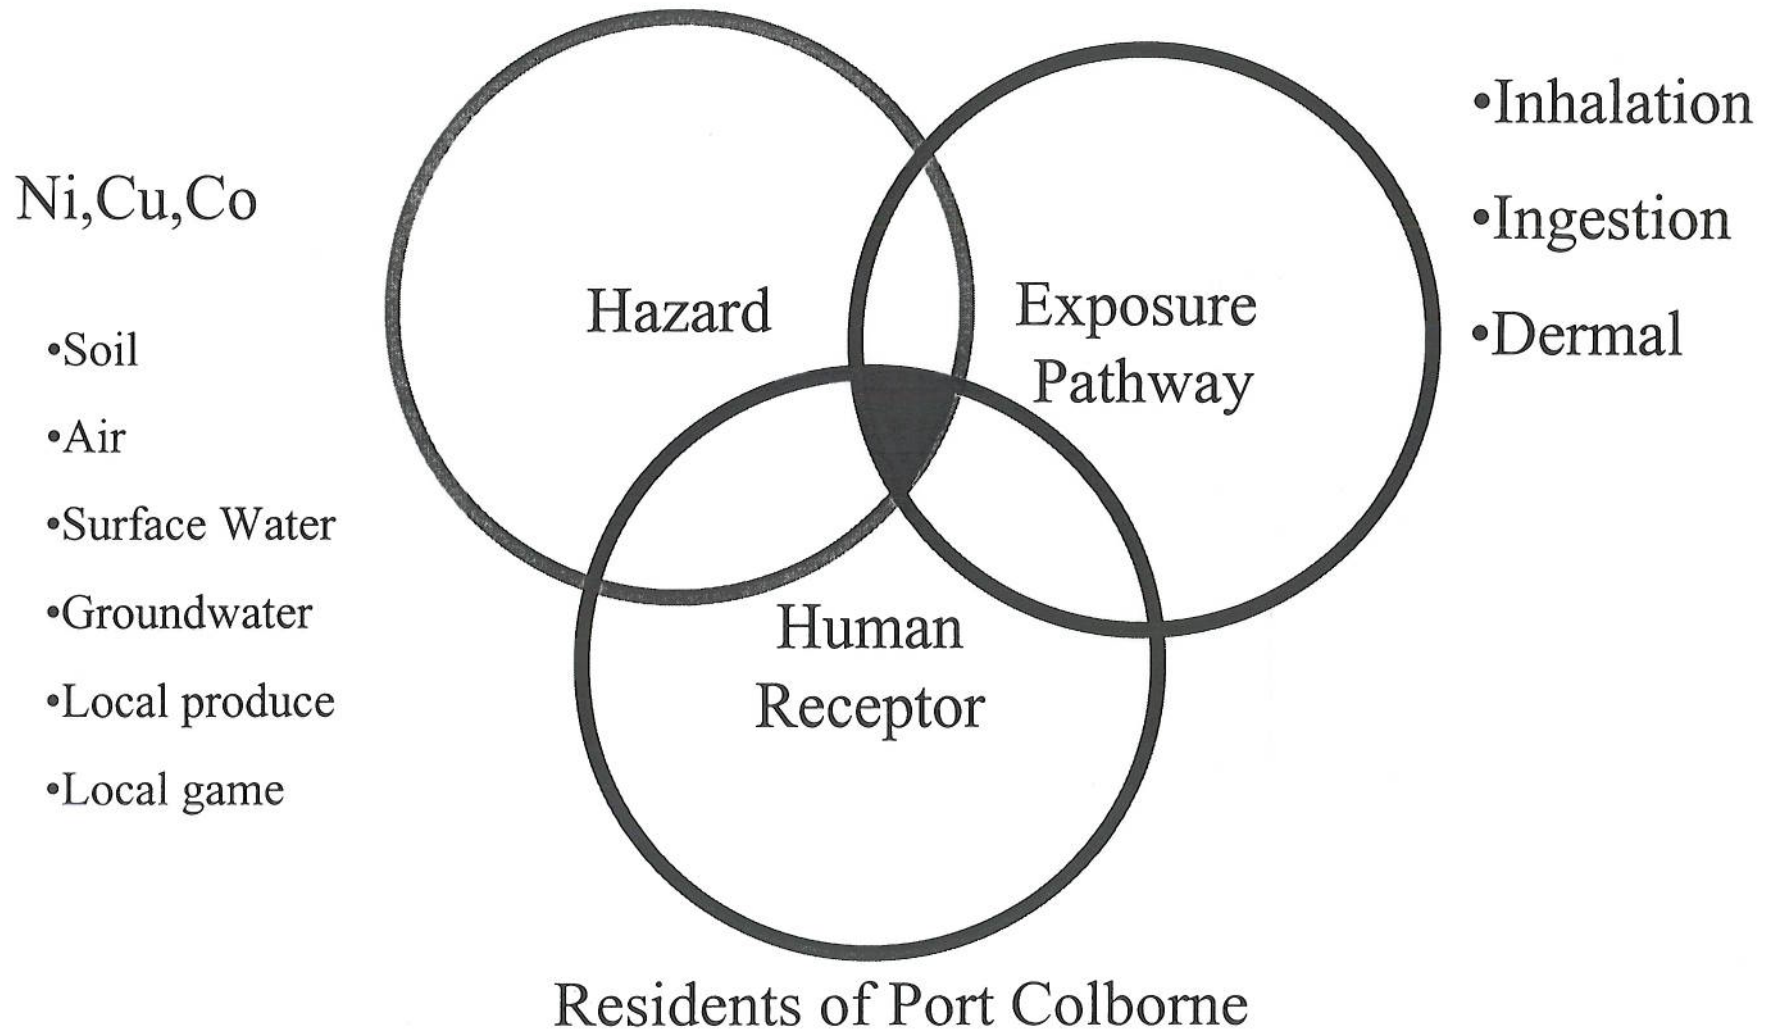 Ni,Cu,Co
•Soil
•Air
•Surface Water
•Groundwater
•Local produce
•Local game
Hazard
Exposure
Pathway
•Inhalation
•Ingestion
•Dermal
Human
Receptor
Residents of Port Colborne